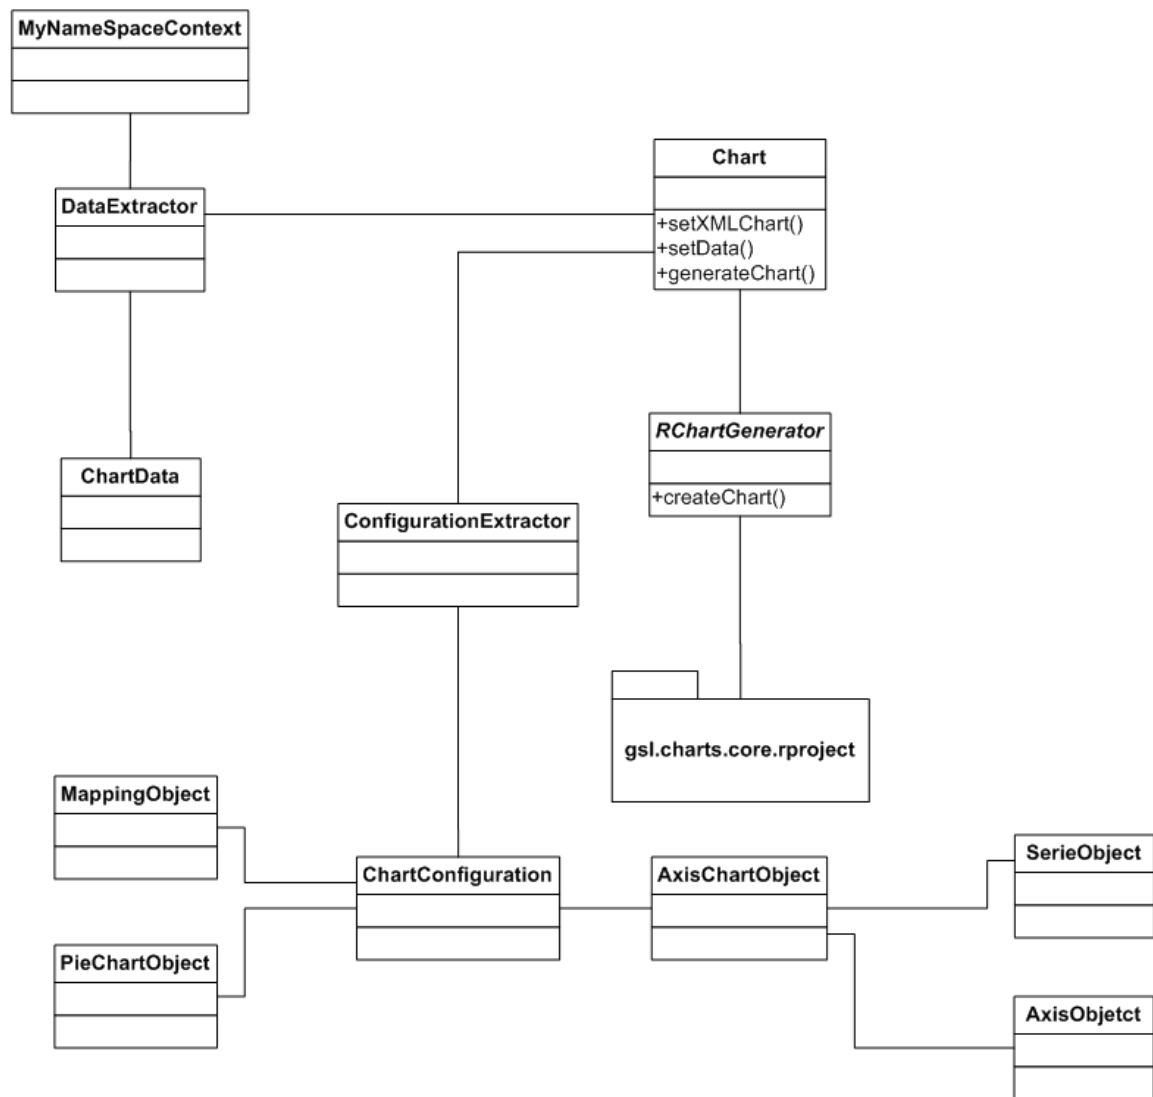 MyNameSpaceContext
Chart
DataExtractor
+setXMLChart()
+setData()
+generateChart()
RChartGenerator
+createChart()
ChartData
ConfigurationExtractor
gsl.charts.core.rproject
MappingObject
ChartConfiguration
AxisChartObject
SerieObject
PieChartObject
AxisObjetct